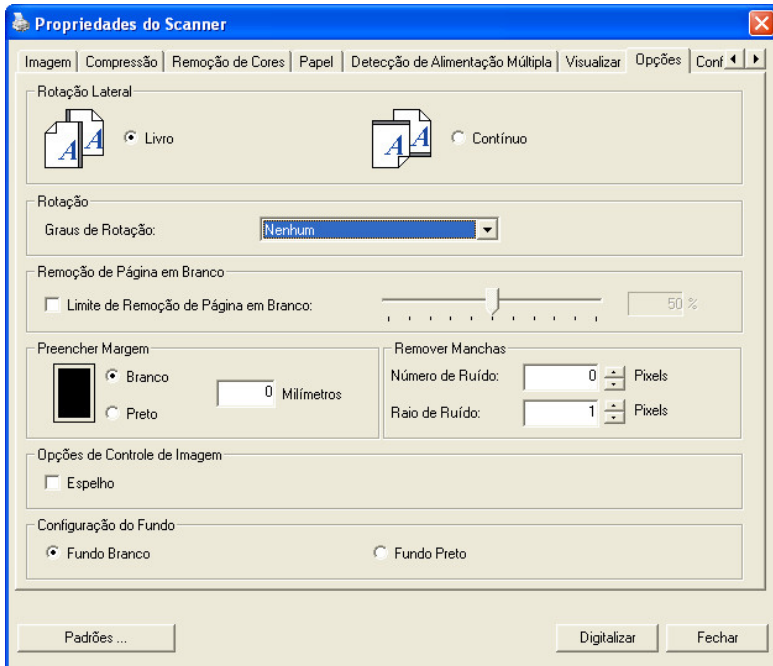 Propriedades do Scanner
Imagem Compressão Remoção de Cores Papel Detecção de Alimentação Múltipla Visualizar Opções Conf
Rotação Lateral
A A Livro A A Contínuo
Rotação
Graus de Rotação: Nenhum
Remoção de Página em Branco
Limite de Remoção de Página em Branco: 50 %
Preencher Margem
Branco
0 Milímetros
Preto
Remover Manchas
Número de Ruído: 0 Pixels
Raio de Ruído: 1 Pixels
Opções de Controle de Imagem
Espelho
Configuração do Fundo
Fundo Branco Fundo Preto
Padrões ... Digitalizar Fechar